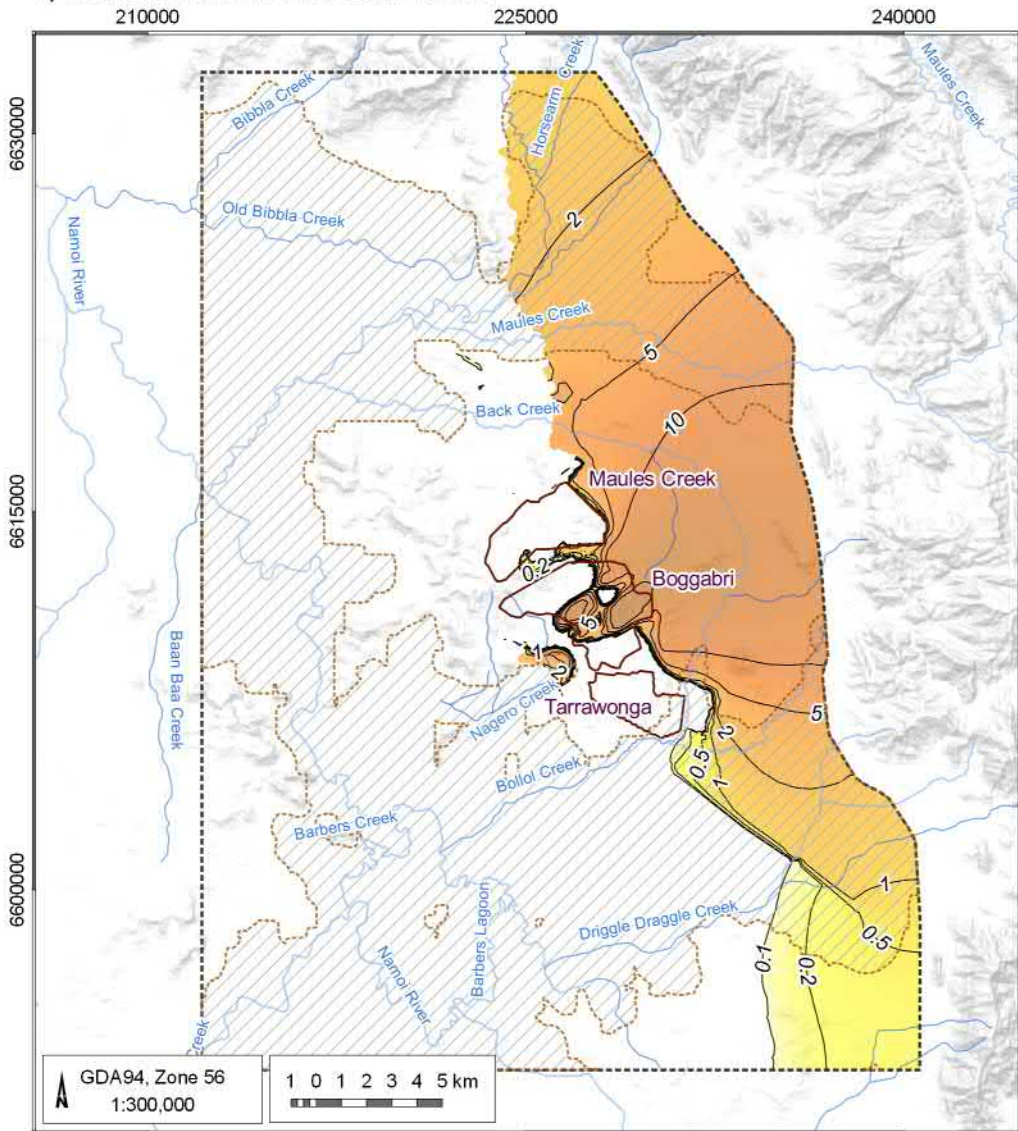 210000
225000
240000
6630000
6615000
6600000
Maules Creek
Bibbla Creek
Horsearm Creek
Old Bibbla Creek
Namoi River
2
Maules Creek
5
Back Creek
10
Maules Creek
0.2
Boggabri
5
1
2
Baan Baa Creek
Nagero Creek
Tarrawonga
5
2
0.5
1
Bollol Creek
Barbers Creek
1
Barbers Lagoon
Driggle Draggle Creek
0.5
0.1
0.2
Namoi River
Creek
GDA94, Zone 56
1:300,000
1 0 1 2 3 4 5 km